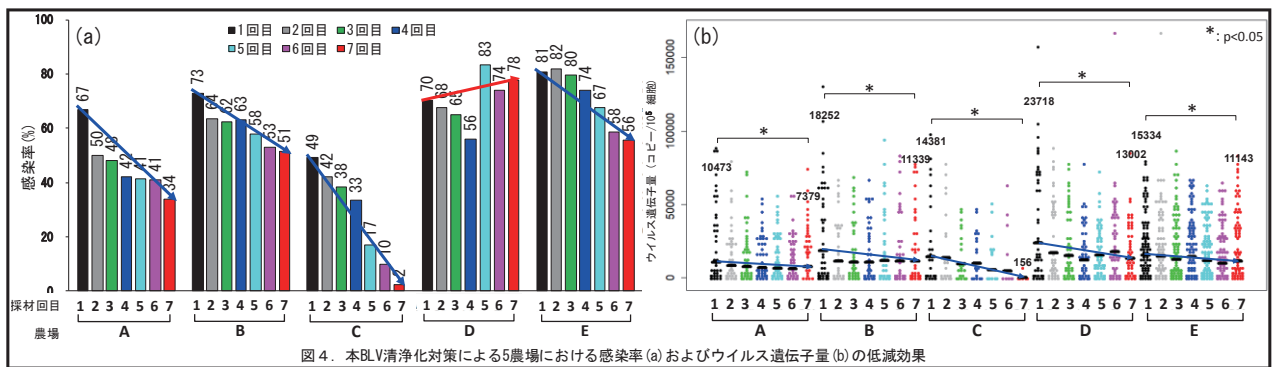 (a)
■1回目 ■2回目 ■3回目 ■4回目
■5回目 ■6回目 ■7回目
感染率(%)
100
80
60
40
20
0
67 50 48 42 41 41 34
73 64 62 63 58 53 51
49 42 38 33 17 10 2
70 68 65 56 83 74 78
81 82 80 74 67 58 56
採材回目 1 2 3 4 5 6 7 1 2 3 4 5 6 7 1 2 3 4 5 6 7 1 2 3 4 5 6 7 1 2 3 4 5 6 7
農場 A B C D E
(b)
*: p<0.05
ウイルス遺伝子量(コピー/10⁵細胞)
150000
100000
50000
0
* * * * *
10473 7379
18252 11339
14381 156
23718 13002
15334 11143
1 2 3 4 5 6 7 1 2 3 4 5 6 7 1 2 3 4 5 6 7 1 2 3 4 5 6 7 1 2 3 4 5 6 7
A B C D E
図4. 本BLV清浄化対策による5農場における感染率(a)およびウイルス遺伝子量(b)の低減効果